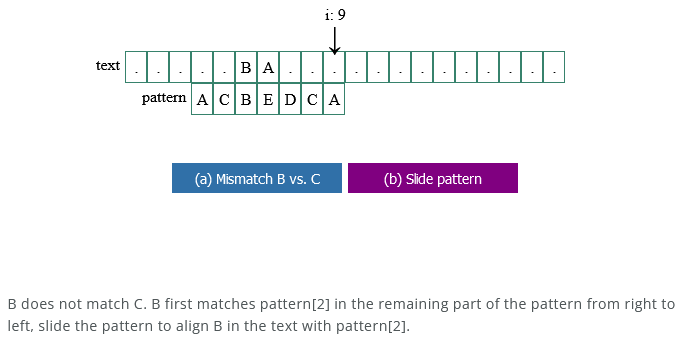 i: 9
text . . . . . B A . . . . . . . . . . . . .
pattern A C B E D C A
(a) Mismatch B vs. C
(b) Slide pattern
B does not match C. B first matches pattern[2] in the remaining part of the pattern from right to
left, slide the pattern to align B in the text with pattern[2].